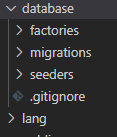 database
factories
migrations
seeders
.gitignore
lang